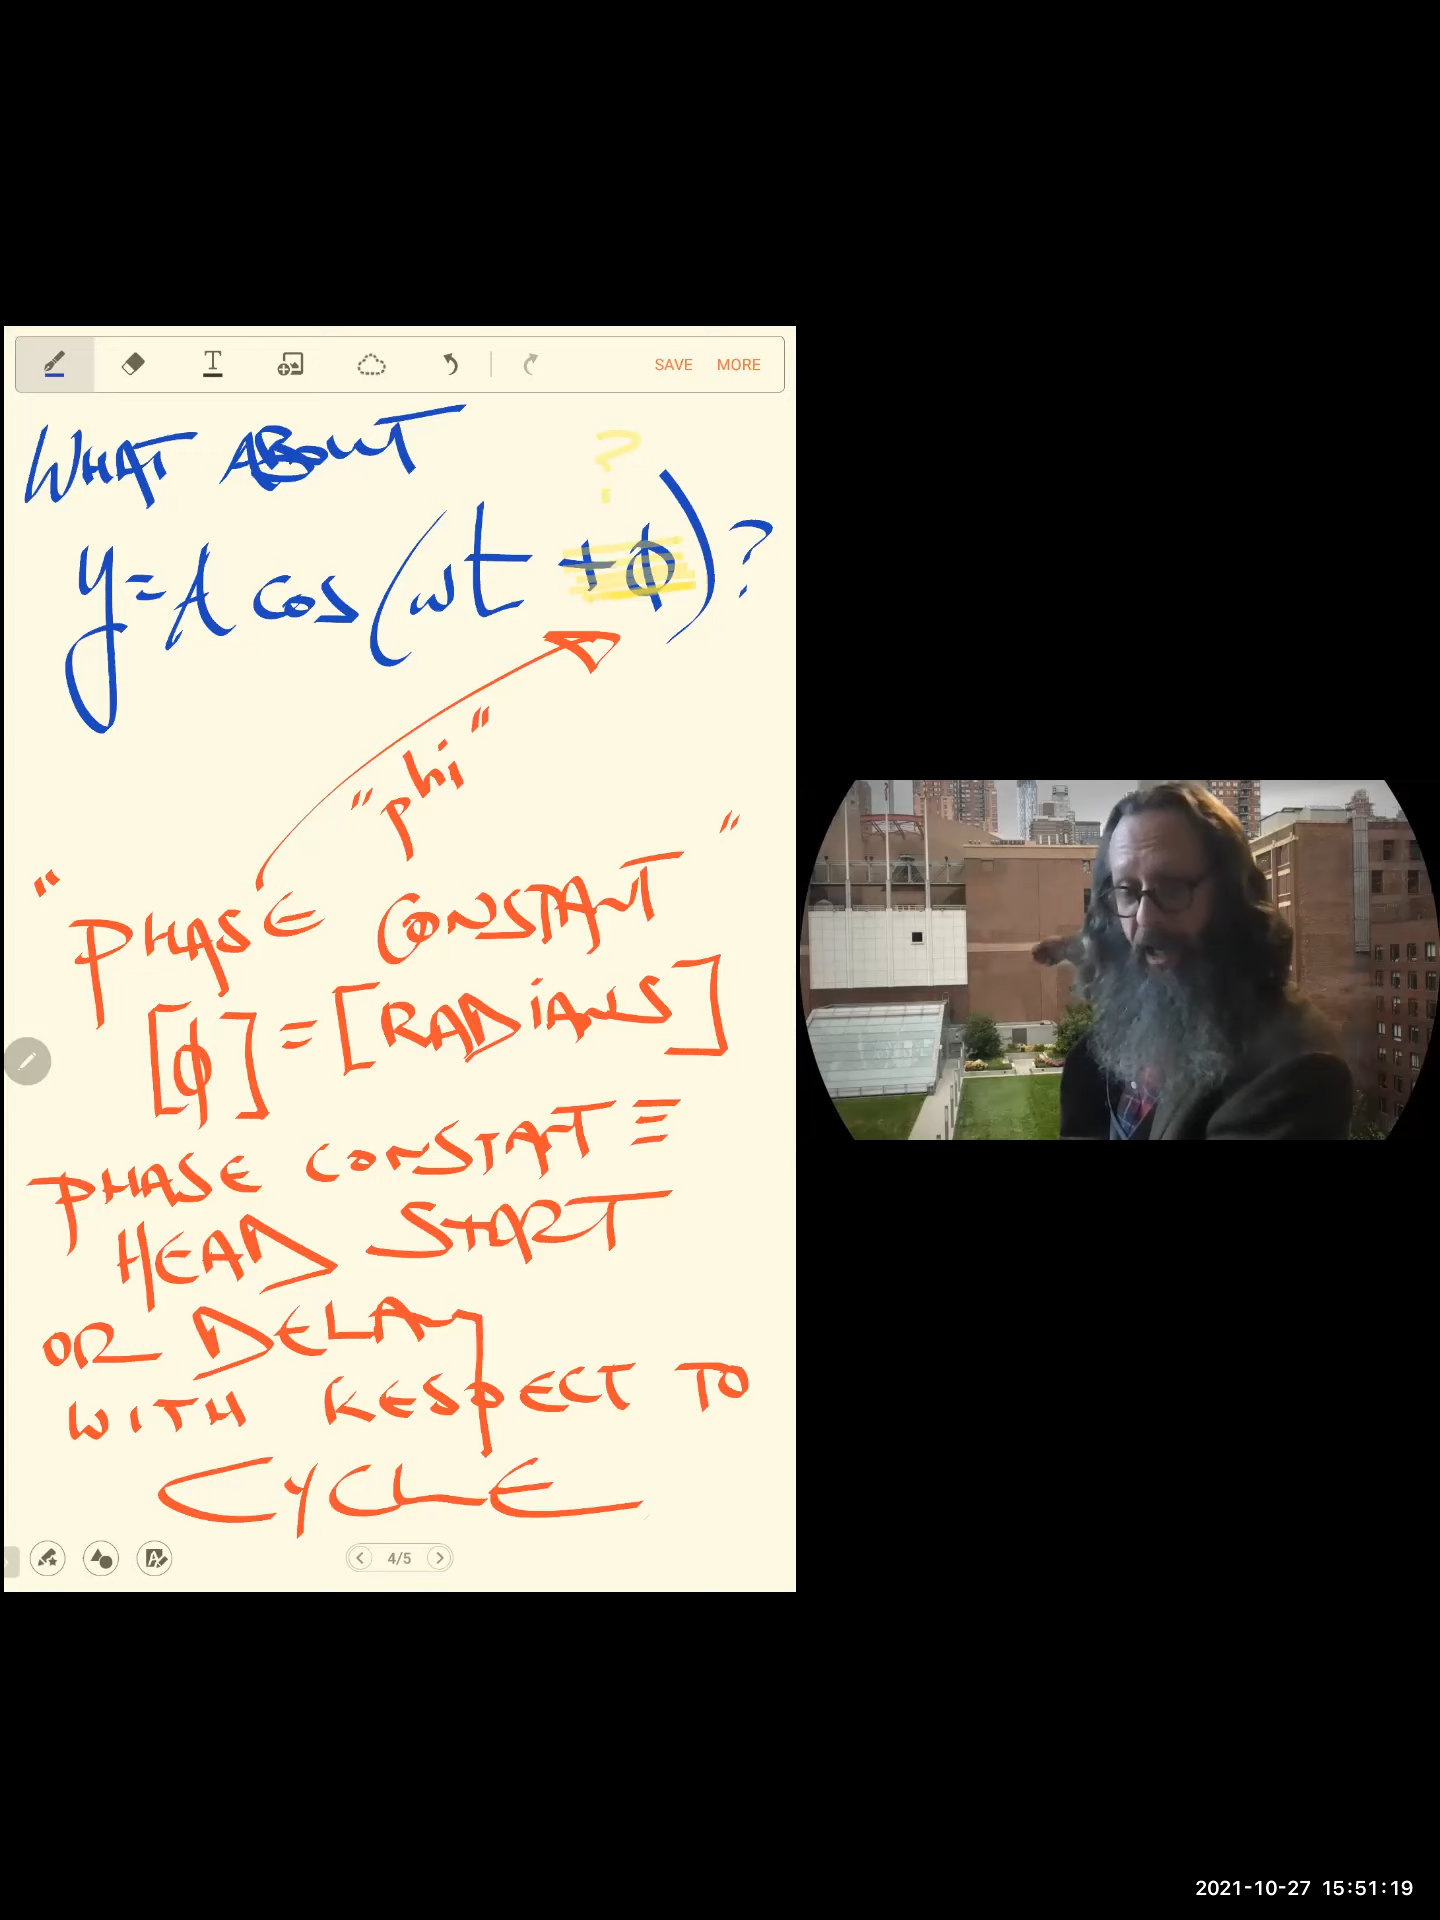 T SAVE MORE
WHAT ABOUT
?
y = A cos(ωt + ϕ)?
"phi"
"PHASE CONSTANT"
[ϕ] = [RADIANS]
PHASE CONSTANT ≡
HEAD START
OR DELAY
WITH RESPECT TO
CYCLE
4/5
2021-10-27 15:51:19